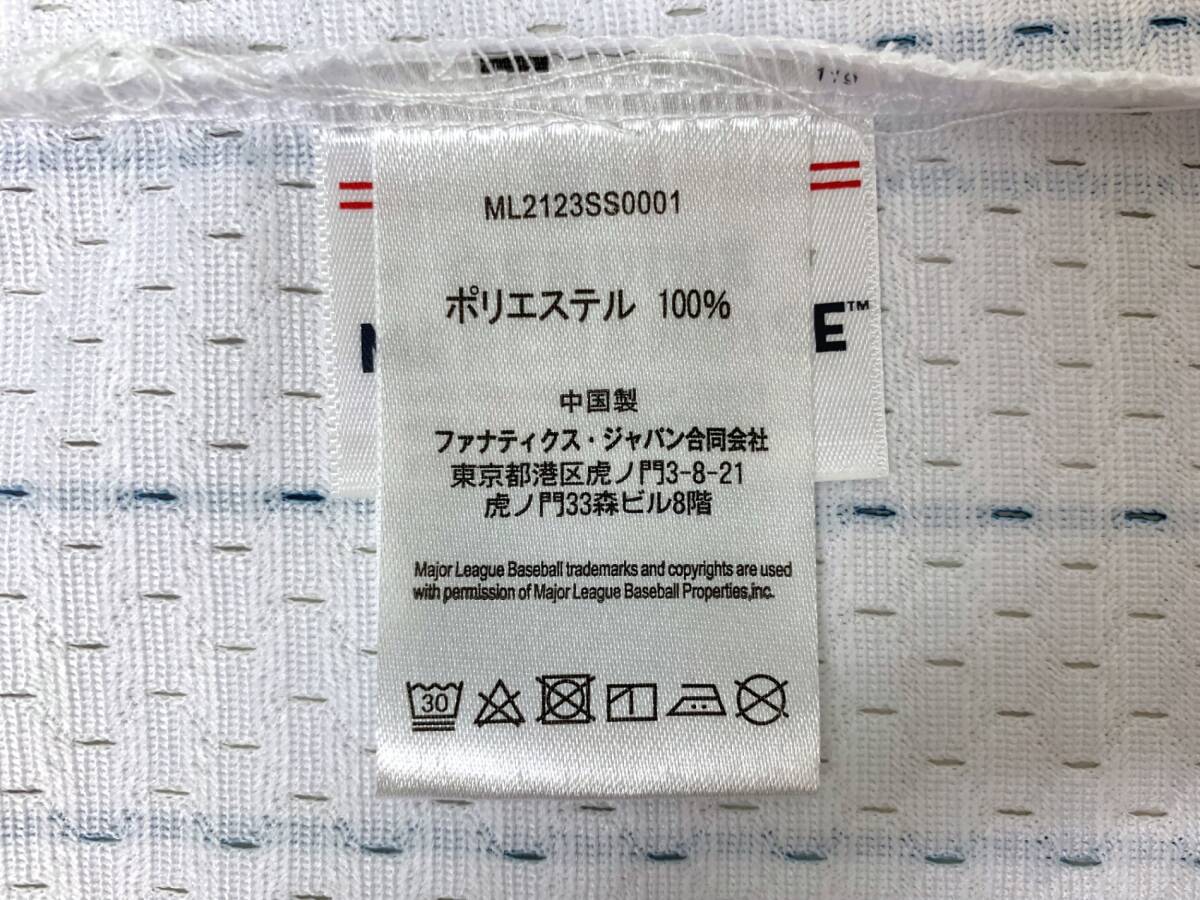 ML2123SS0001
ポリエステル 100%
E™
中国製
ファナティクス・ジャパン合同会社
東京都港区虎ノ門3-8-21
虎ノ門33森ビル8階
Major League Baseball trademarks and copyrights are used
with permission of Major League Baseball Properties,inc.
30